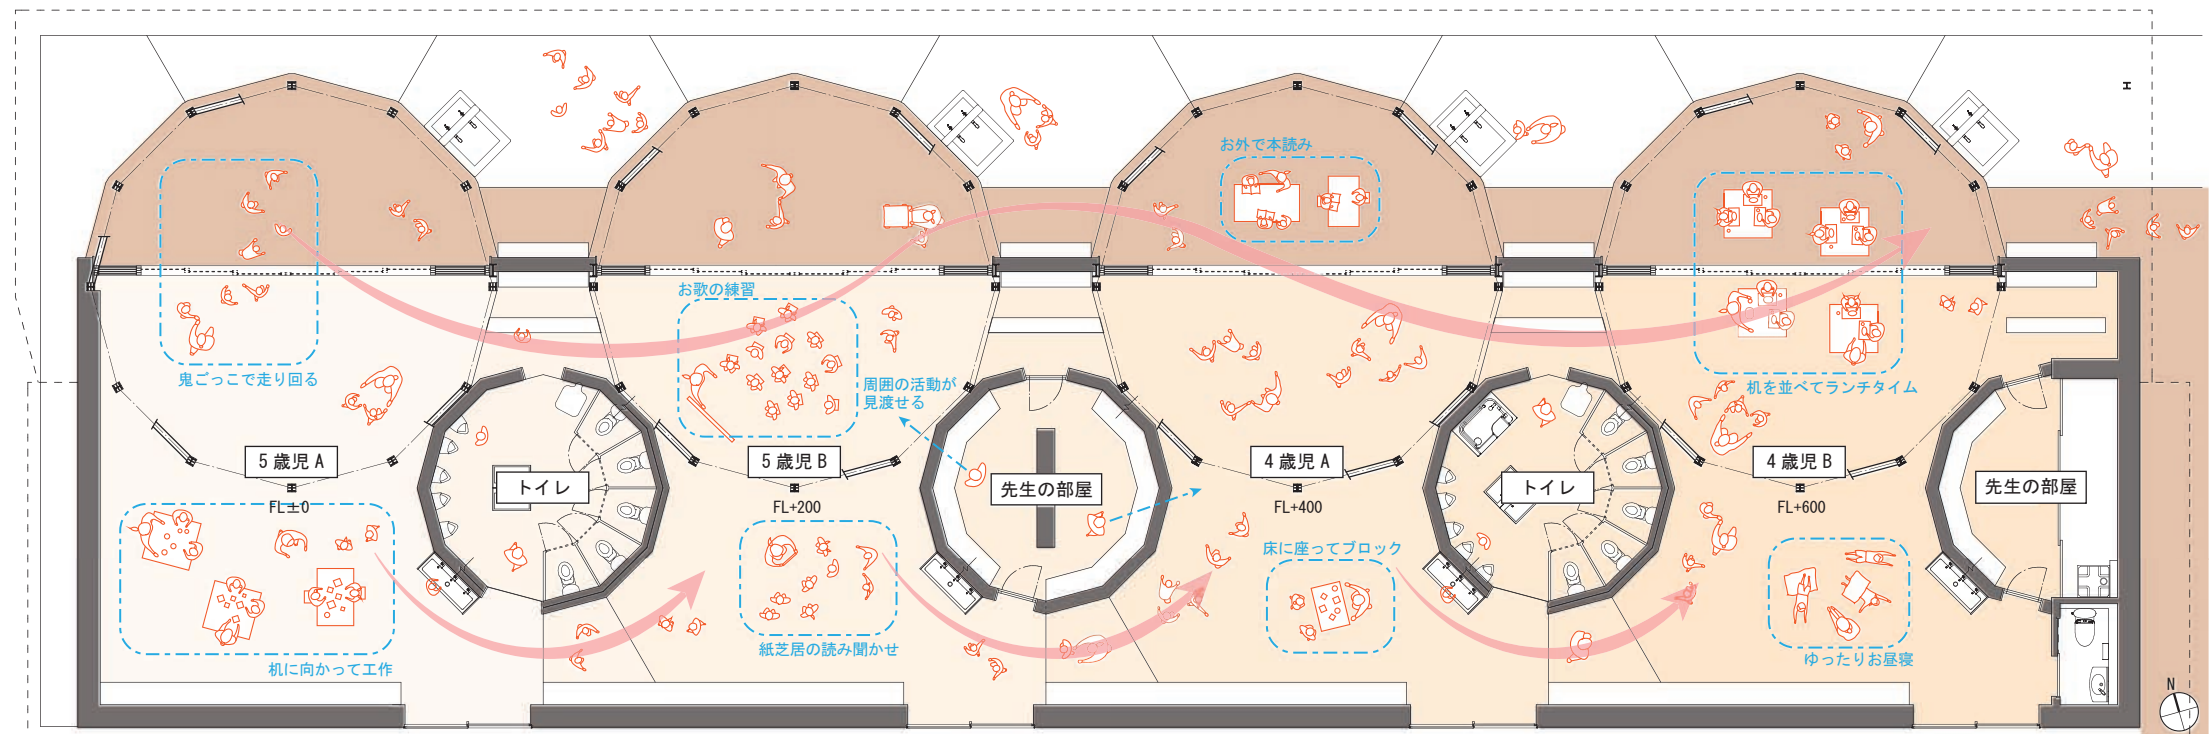 お外で本読み
お歌の練習
鬼ごっこで走り回る
周囲の活動が
見渡せる
机を並べてランチタイム
5歳児A
FL±0
トイレ
5歳児B
FL+200
先生の部屋
4歳児A
FL+400
トイレ
4歳児B
FL+600
先生の部屋
床に座ってブロック
紙芝居の読み聞かせ
ゆったりお昼寝
机に向かって工作
N